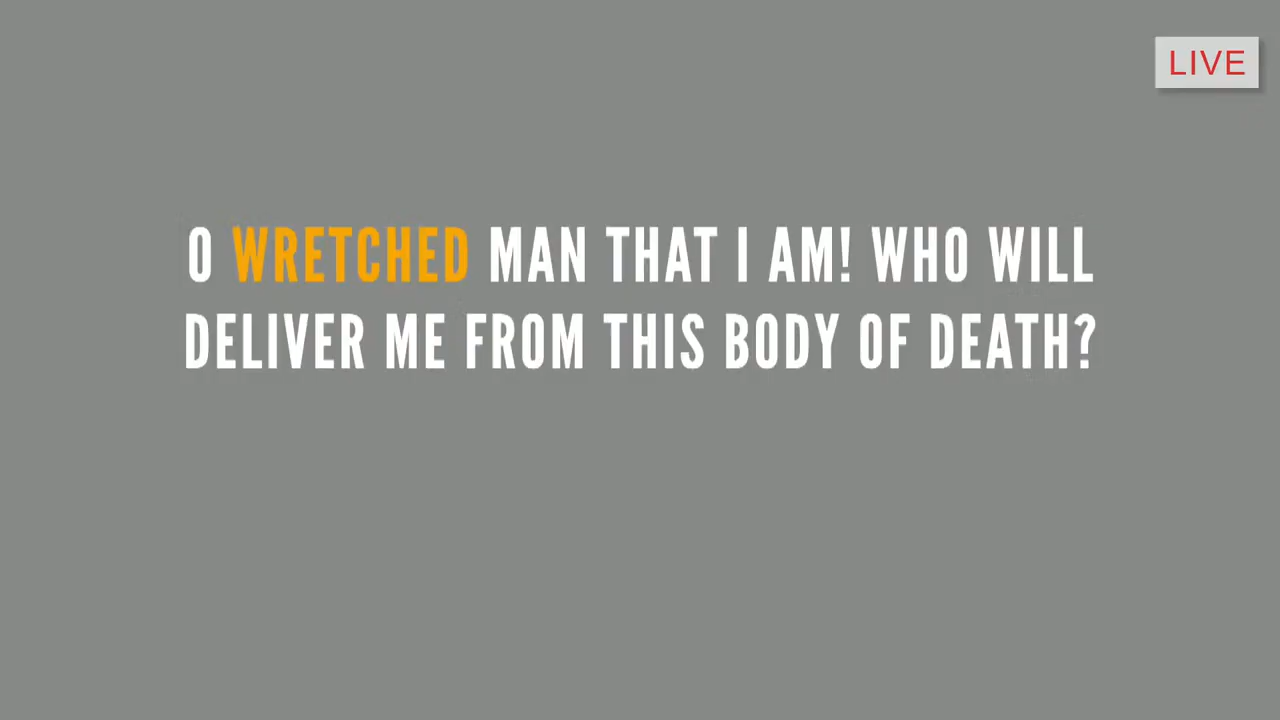 LIVE
O WRETCHED MAN THAT I AM! WHO WILL
DELIVER ME FROM THIS BODY OF DEATH?